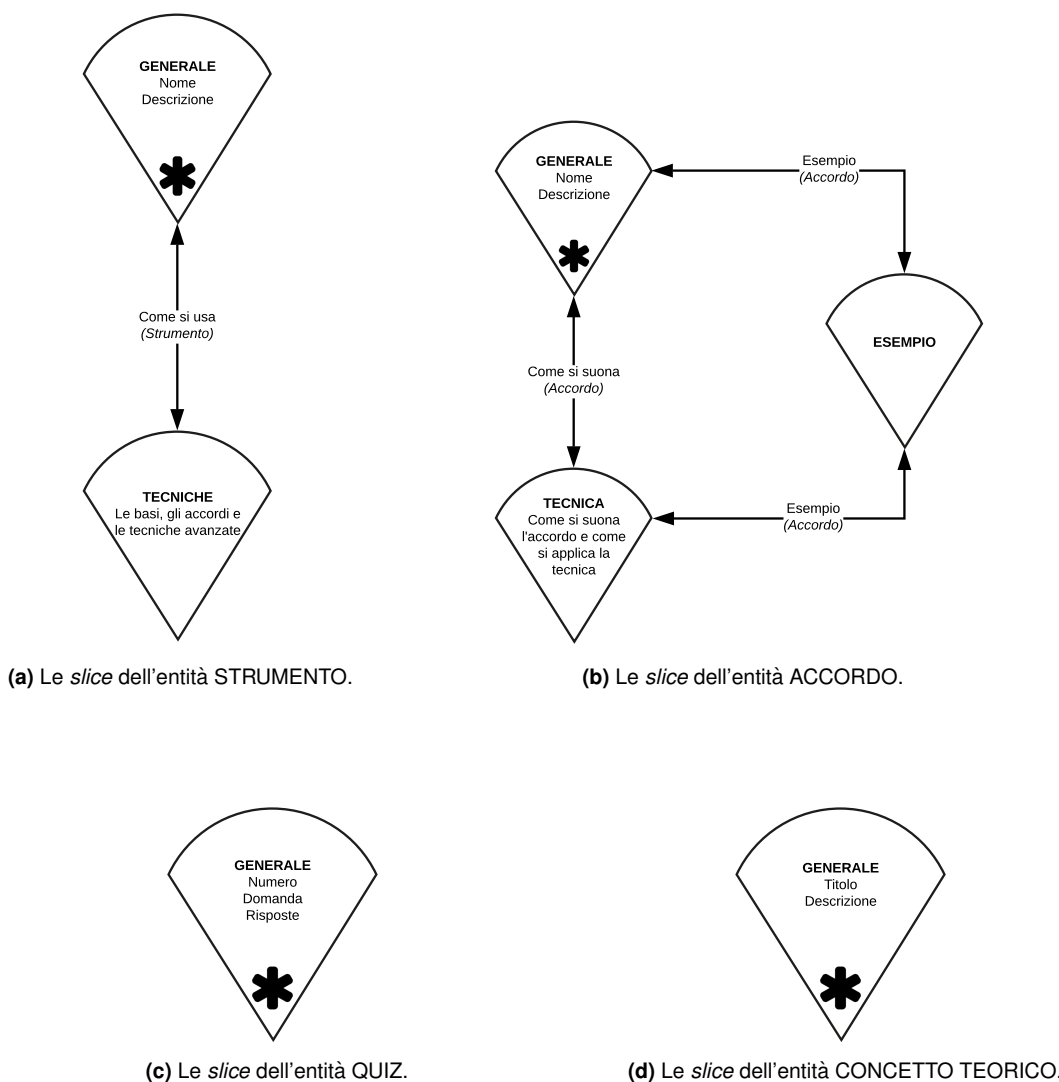 GENERALE
Nome
Descrizione
Come si usa
(Strumento)
TECNICHE
Le basi, gli accordi e
le tecniche avanzate
(a) Le slice dell'entità STRUMENTO.
GENERALE
Nome
Descrizione
Esempio
(Accordo)
ESEMPIO
Come si suona
(Accordo)
TECNICA
Come si suona
l'accordo e come
si applica la
tecnica
Esempio
(Accordo)
(b) Le slice dell'entità ACCORDO.
GENERALE
Numero
Domanda
Risposte
(c) Le slice dell'entità QUIZ.
GENERALE
Titolo
Descrizione
(d) Le slice dell'entità CONCETTO TEORICO.